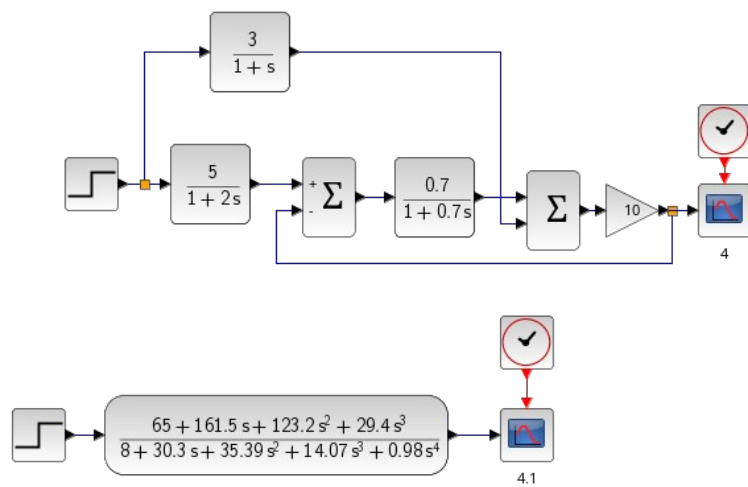 3
1 + s
5
1 + 2s
+
-
Σ
0.7
1 + 0.7s
Σ
10
4
65 + 161.5 s + 123.2 s² + 29.4 s³
8 + 30.3 s + 35.39 s² + 14.07 s³ + 0.98 s⁴
4.1